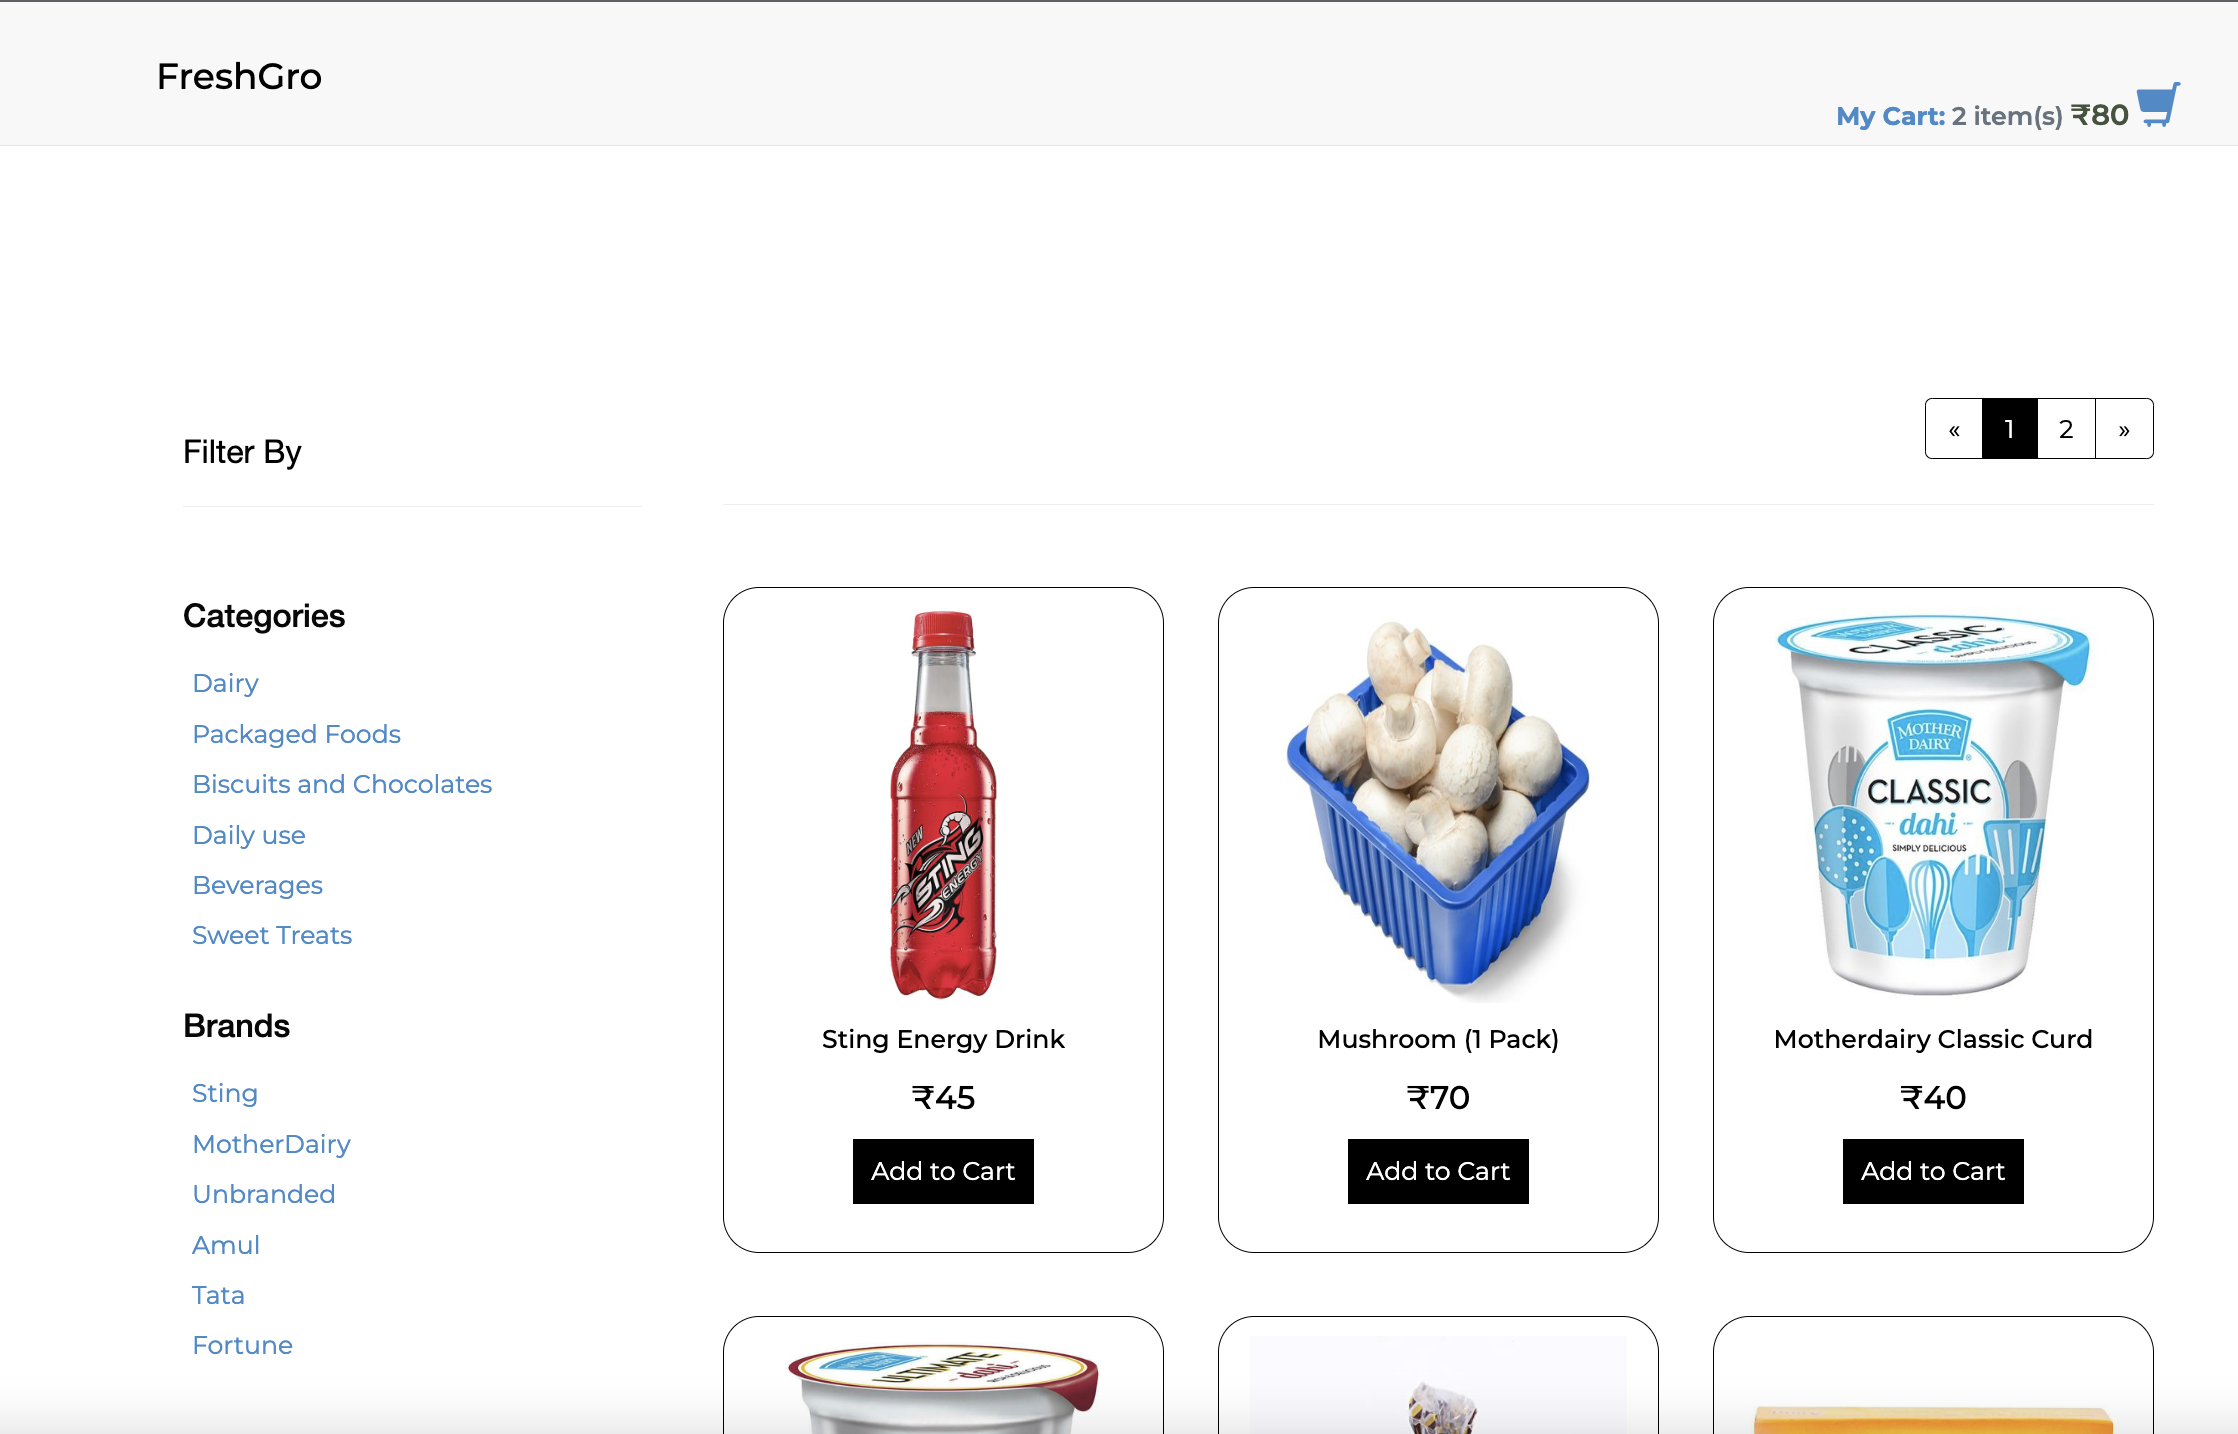 FreshGro
My Cart: 2 item(s) ₹80
« 1 2 »
Filter By
Categories
Dairy
Packaged Foods
Biscuits and Chocolates
Daily use
Beverages
Sweet Treats
Brands
Sting
MotherDairy
Unbranded
Amul
Tata
Fortune
NEW
STING
ENERGY
Sting Energy Drink
₹45
Add to Cart
Mushroom (1 Pack)
₹70
Add to Cart
CLASSIC
dahi
SIMPLY DELICIOUS
MOTHER
DAIRY
CLASSIC
dahi
SIMPLY DELICIOUS
Motherdairy Classic Curd
₹40
Add to Cart
ULTIMATE
dahi